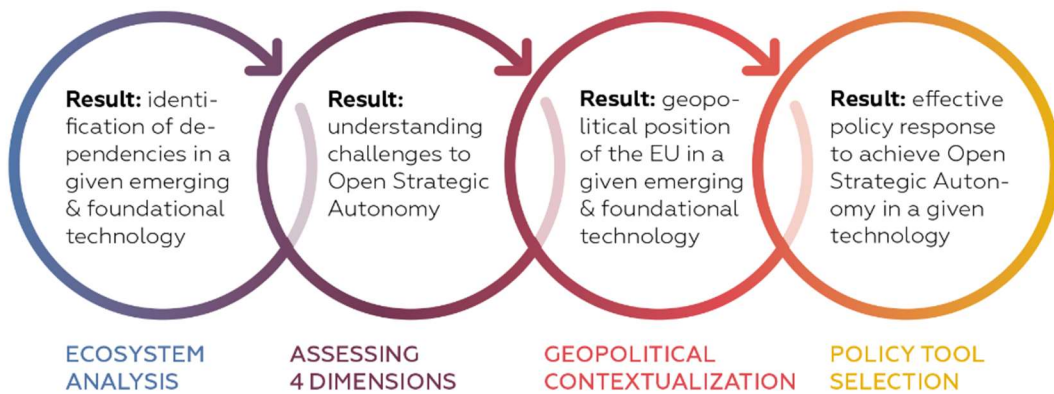 Result: identi-
fication of de-
pendencies in a
given emerging
& foundational
technology
Result:
understanding
challenges to
Open Strategic
Autonomy
Result: geopo-
litical position
of the EU in a
given emerging
& foundational
technology
Result: effective
policy response
to achieve Open
Strategic Auton-
omy in a given
technology
ECOSYSTEM
ANALYSIS
ASSESSING
4 DIMENSIONS
GEOPOLITICAL
CONTEXTUALIZATION
POLICY TOOL
SELECTION